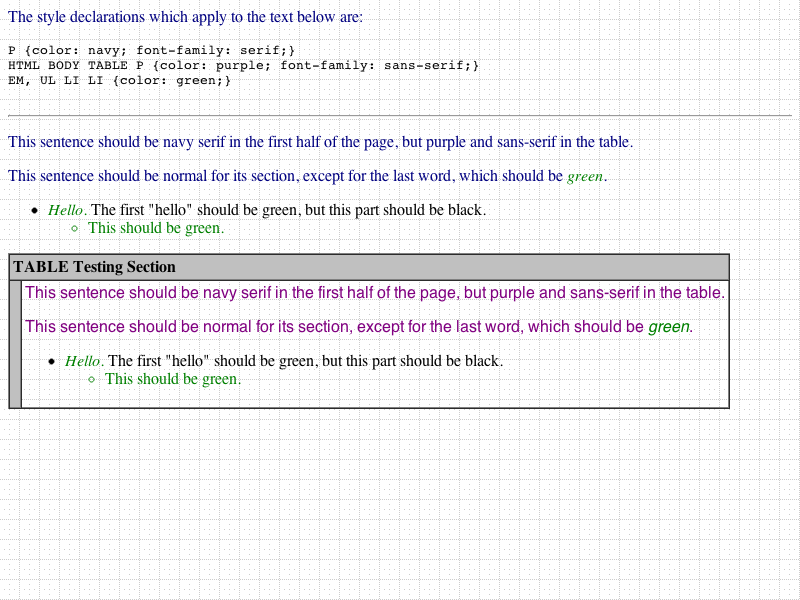 The style declarations which apply to the text below are:
P {color: navy; font-family: serif;}
HTML BODY TABLE P {color: purple; font-family: sans-serif;}
EM, UL LI LI {color: green;}
This sentence should be navy serif in the first half of the page, but purple and sans-serif in the table.
This sentence should be normal for its section, except for the last word, which should be green.
Hello. The first "hello" should be green, but this part should be black.
This should be green.
TABLE Testing Section
This sentence should be navy serif in the first half of the page, but purple and sans-serif in the table.
This sentence should be normal for its section, except for the last word, which should be green.
Hello. The first "hello" should be green, but this part should be black.
This should be green.